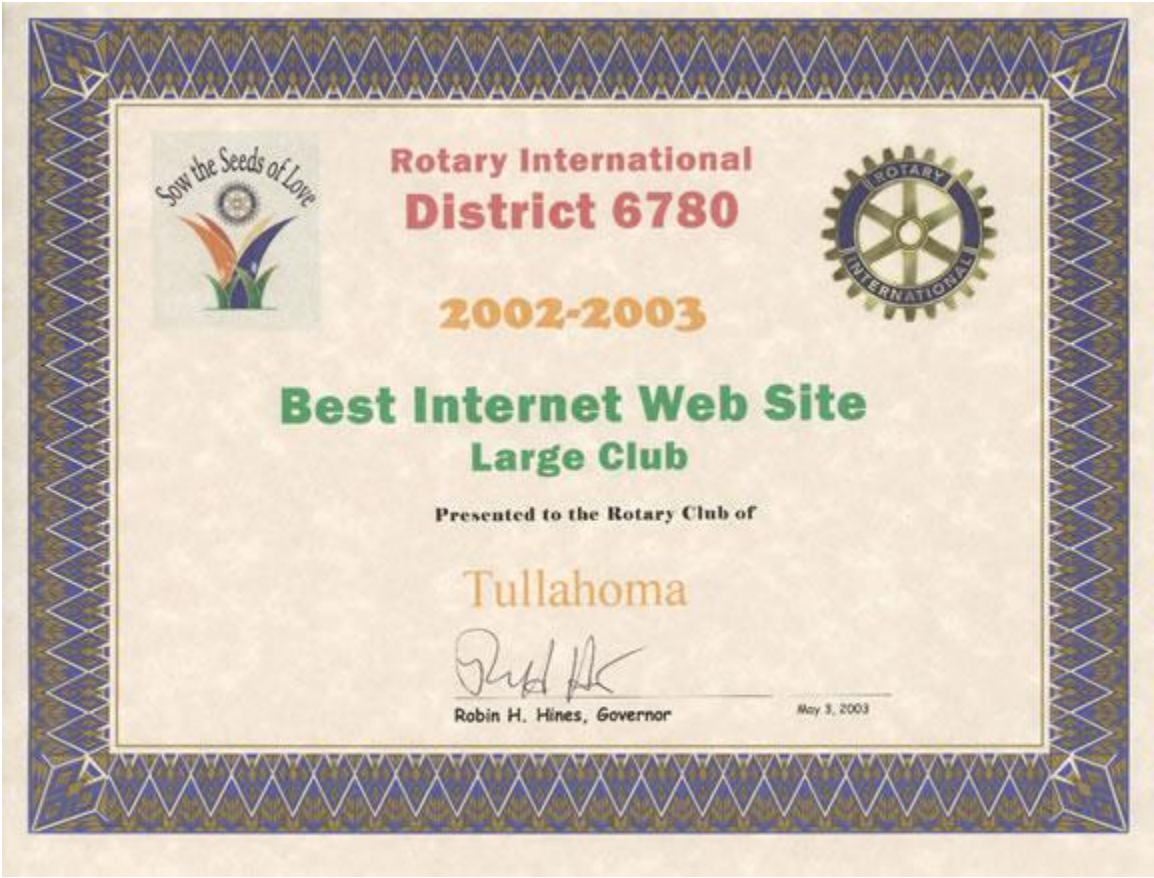 Sow the Seeds of Love
Rotary International
District 6780
ROTARY
INTERNATIONAL
2002-2003
Best Internet Web Site
Large Club
Presented to the Rotary Club of
Tullahoma
Robin H. Hines, Governor
May 3, 2003